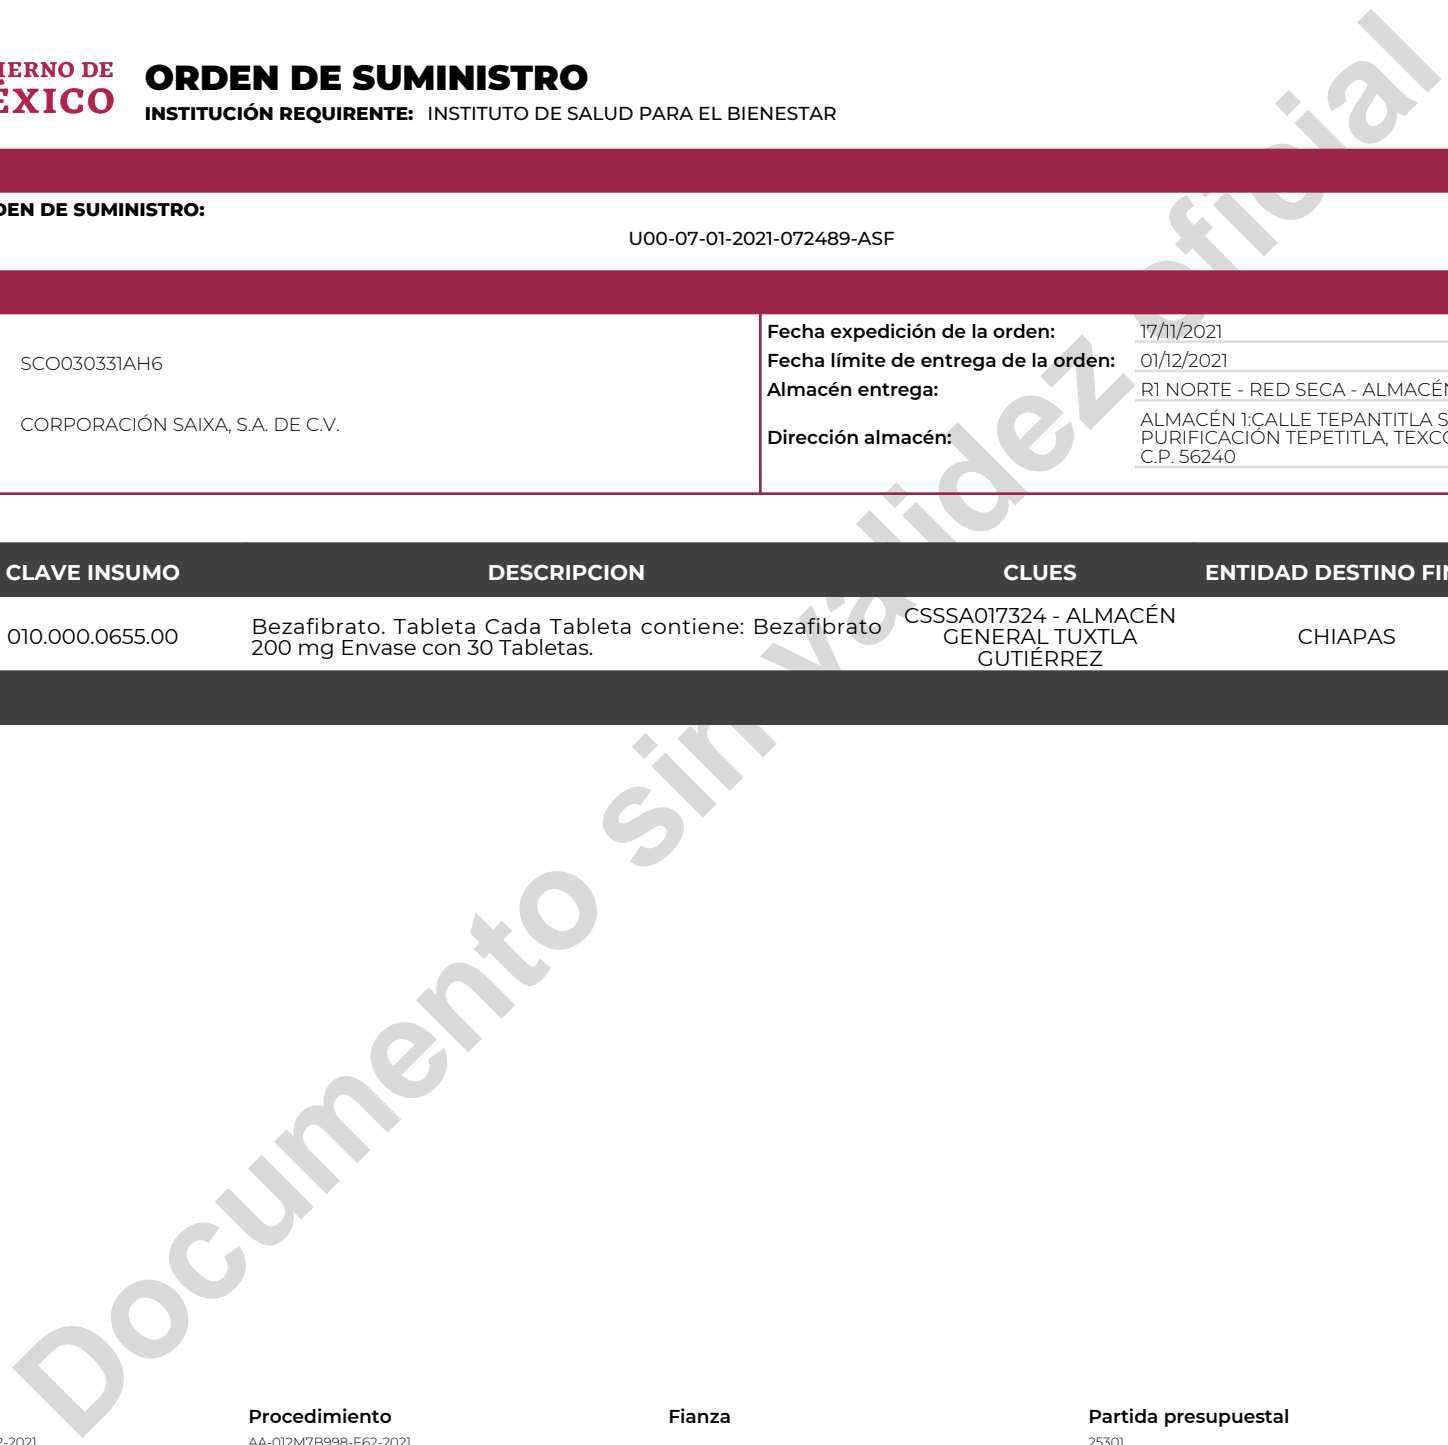 IERNO DE
ÉXICO
ORDEN DE SUMINISTRO
INSTITUCIÓN REQUIRENTE: INSTITUTO DE SALUD PARA EL BIENESTAR
DEN DE SUMINISTRO:
U00-07-01-2021-072489-ASF
SCO030331AH6
CORPORACIÓN SAIXA, S.A. DE C.V.
Fecha expedición de la orden: 17/11/2021
Fecha límite de entrega de la orden: 01/12/2021
Almacén entrega: R1 NORTE - RED SECA - ALMACÉN
Dirección almacén:
ALMACÉN 1:CALLE TEPANTITLA S
PURIFICACIÓN TEPETITLA, TEXCO
C.P. 56240
CLAVE INSUMO DESCRIPCION CLUES ENTIDAD DESTINO FIN
010.000.0655.00
Bezafibrato. Tableta Cada Tableta contiene: Bezafibrato
200 mg Envase con 30 Tabletas.
CSSSA017324 - ALMACÉN
GENERAL TUXTLA
GUTIÉRREZ
CHIAPAS
Documento sin validez oficial
Procedimiento Fianza Partida presupuestal
2-2021 AA-012M7B998-E62-2021 25301